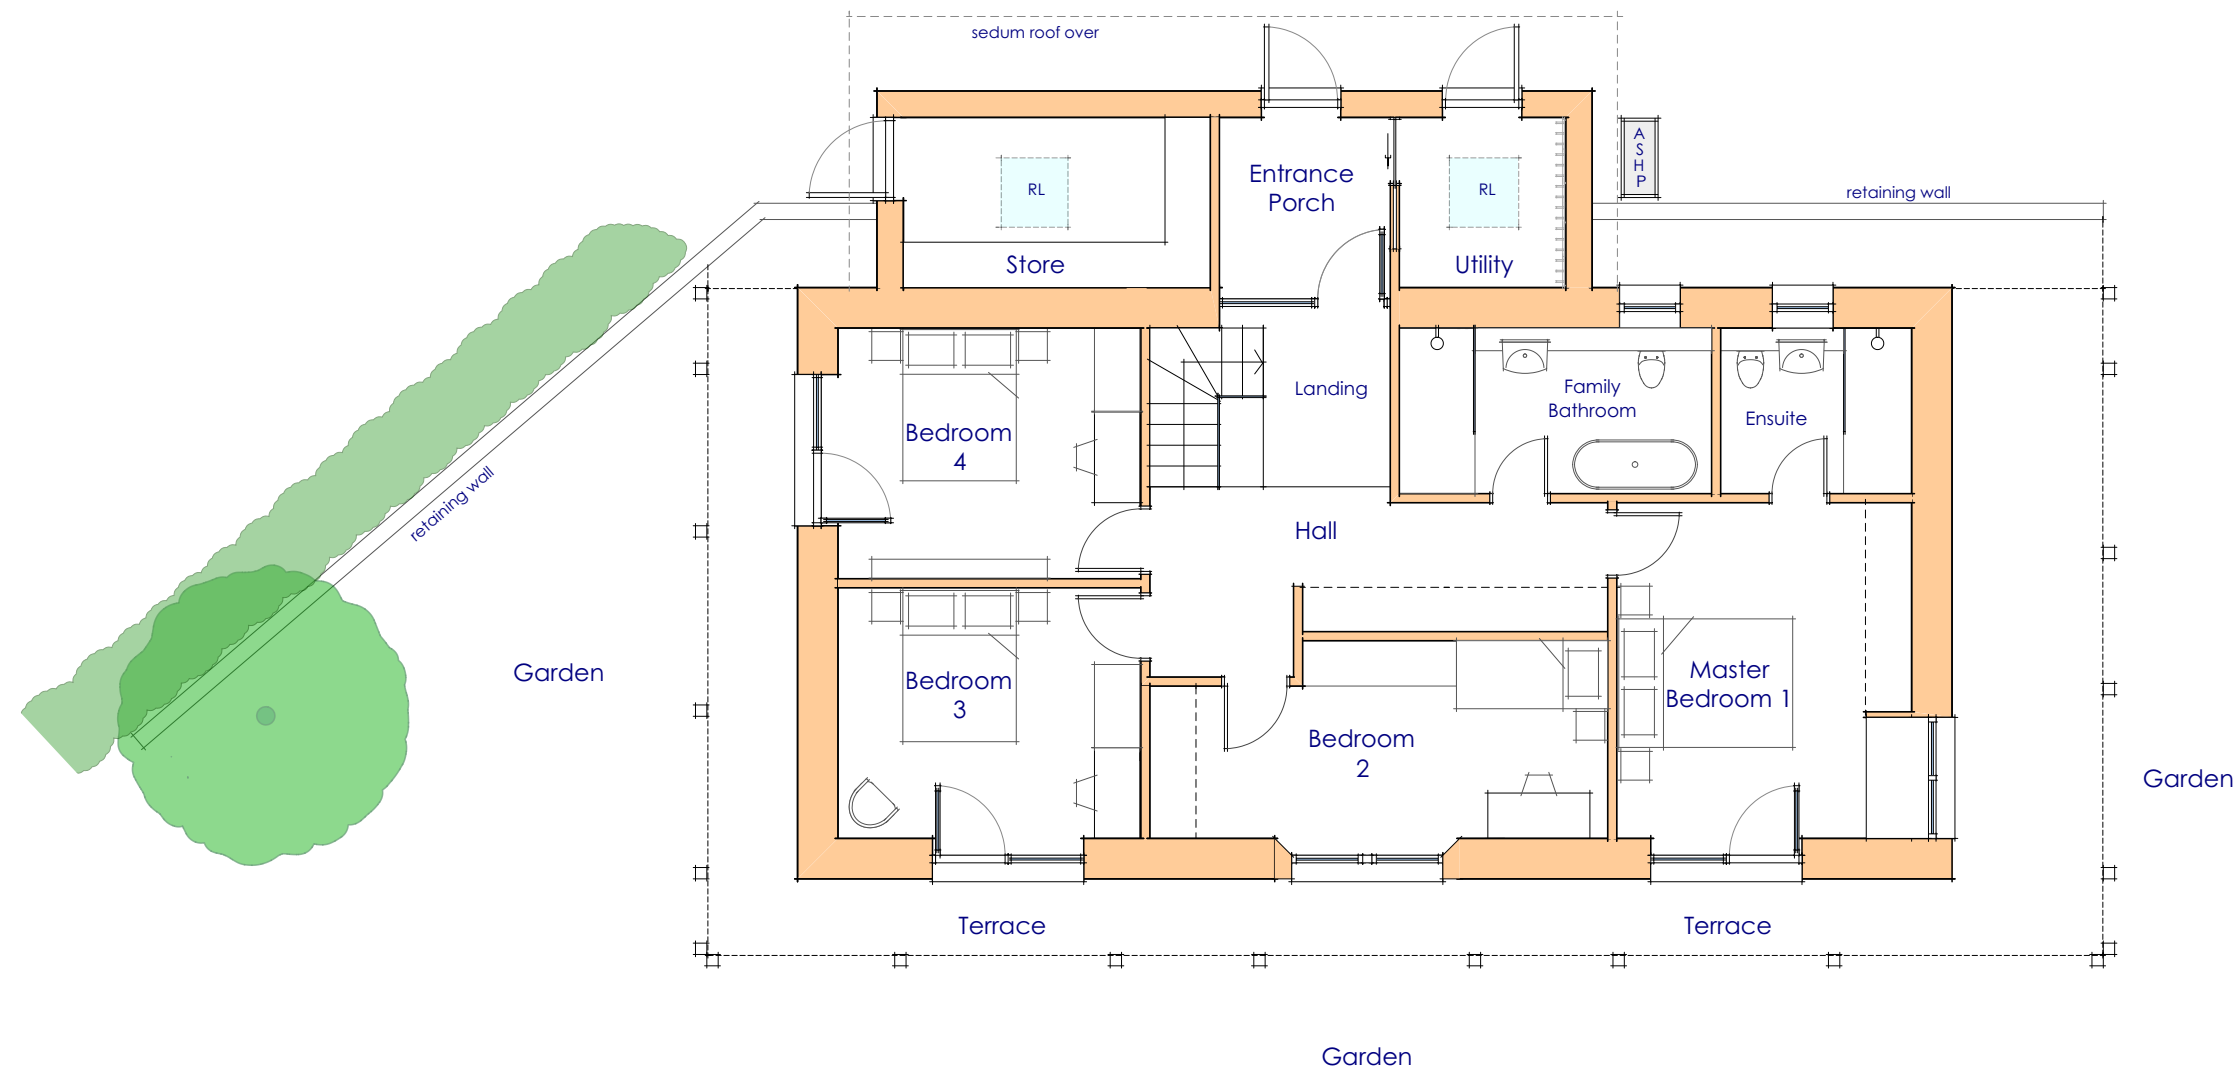 sedum roof over
A
S
H
P
RL
RL
Entrance
Porch
retaining wall
Store
Utility
Landing
Family
Bathroom
Ensuite
Bedroom
4
retaining wall
Hall
Garden
Bedroom
3
Master
Bedroom 1
Bedroom
2
Garden
Terrace
Terrace
Garden